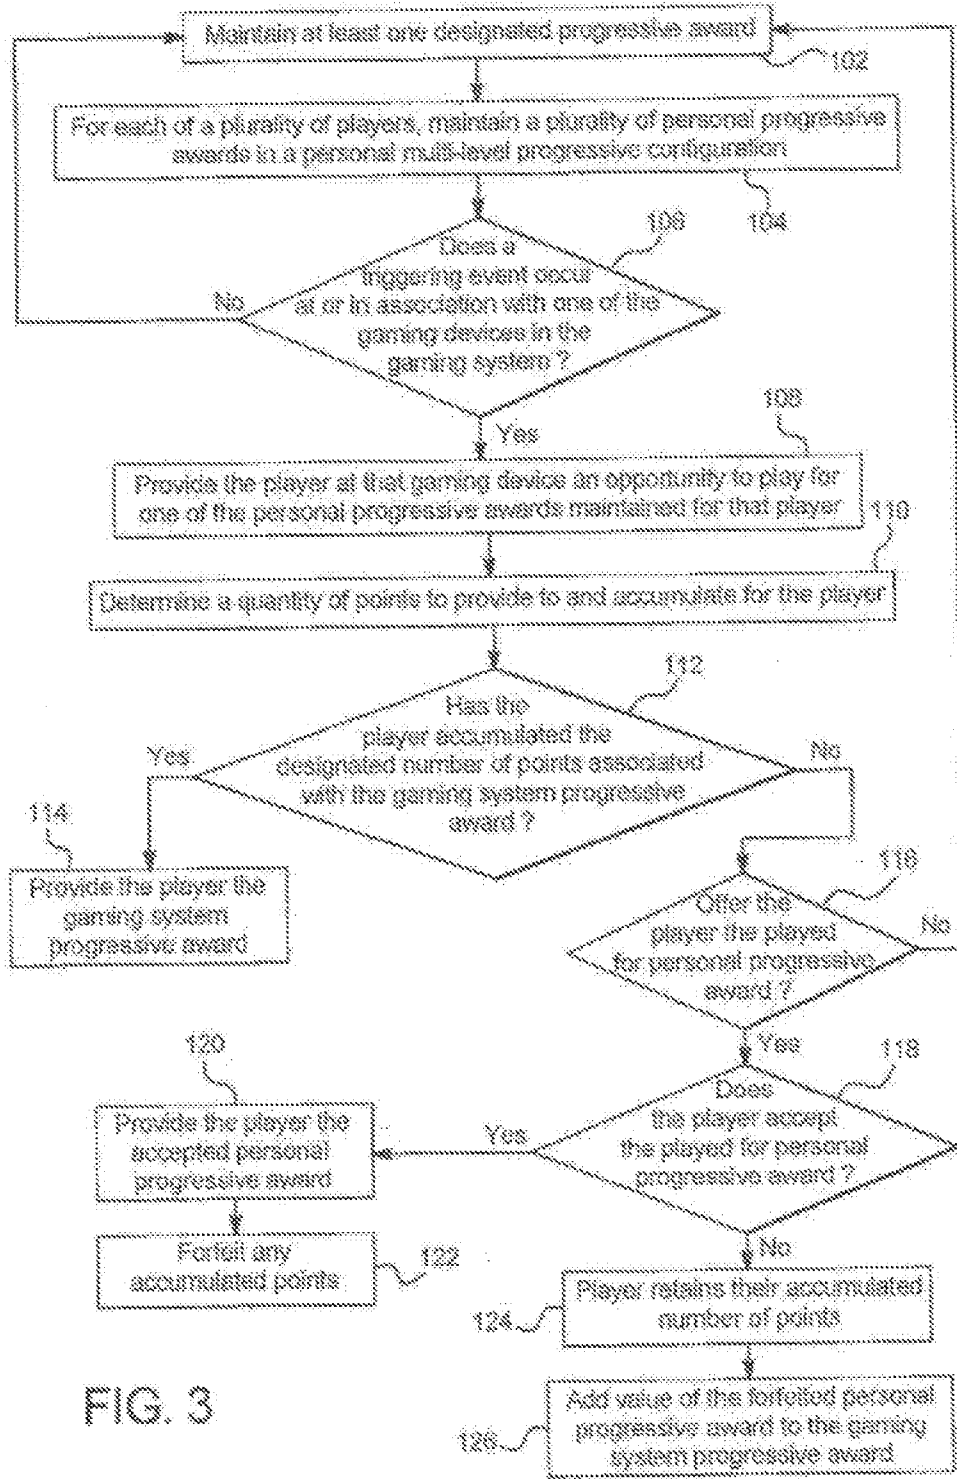 Maintain at least one designated progressive award
102
For each of a plurality of players, maintain a plurality of personal progressive
awards in a personal multi-level progressive configuration
104
106
Does a
triggering event occur
at or in association with one of the
gaming devices in the
gaming system ?
No
Yes
108
Provide the player at that gaming device an opportunity to play for
one of the personal progressive awards maintained for that player
110
Determine a quantity of points to provide to and accumulate for the player
112
Has the
player accumulated the
designated number of points associated
with the gaming system progressive
award ?
Yes
No
114
Provide the player the
gaming system
progressive award
116
Offer the
player the played
for personal progressive
award ?
No
Yes
118
Does
the player accept
the played for personal
progressive award ?
Yes
No
120
Provide the player the
accepted personal
progressive award
Forfeit any
accumulated points
122
Player retains their accumulated
number of points
124
Add value of the forfeited personal
progressive award to the gaming
system progressive award
126
FIG. 3